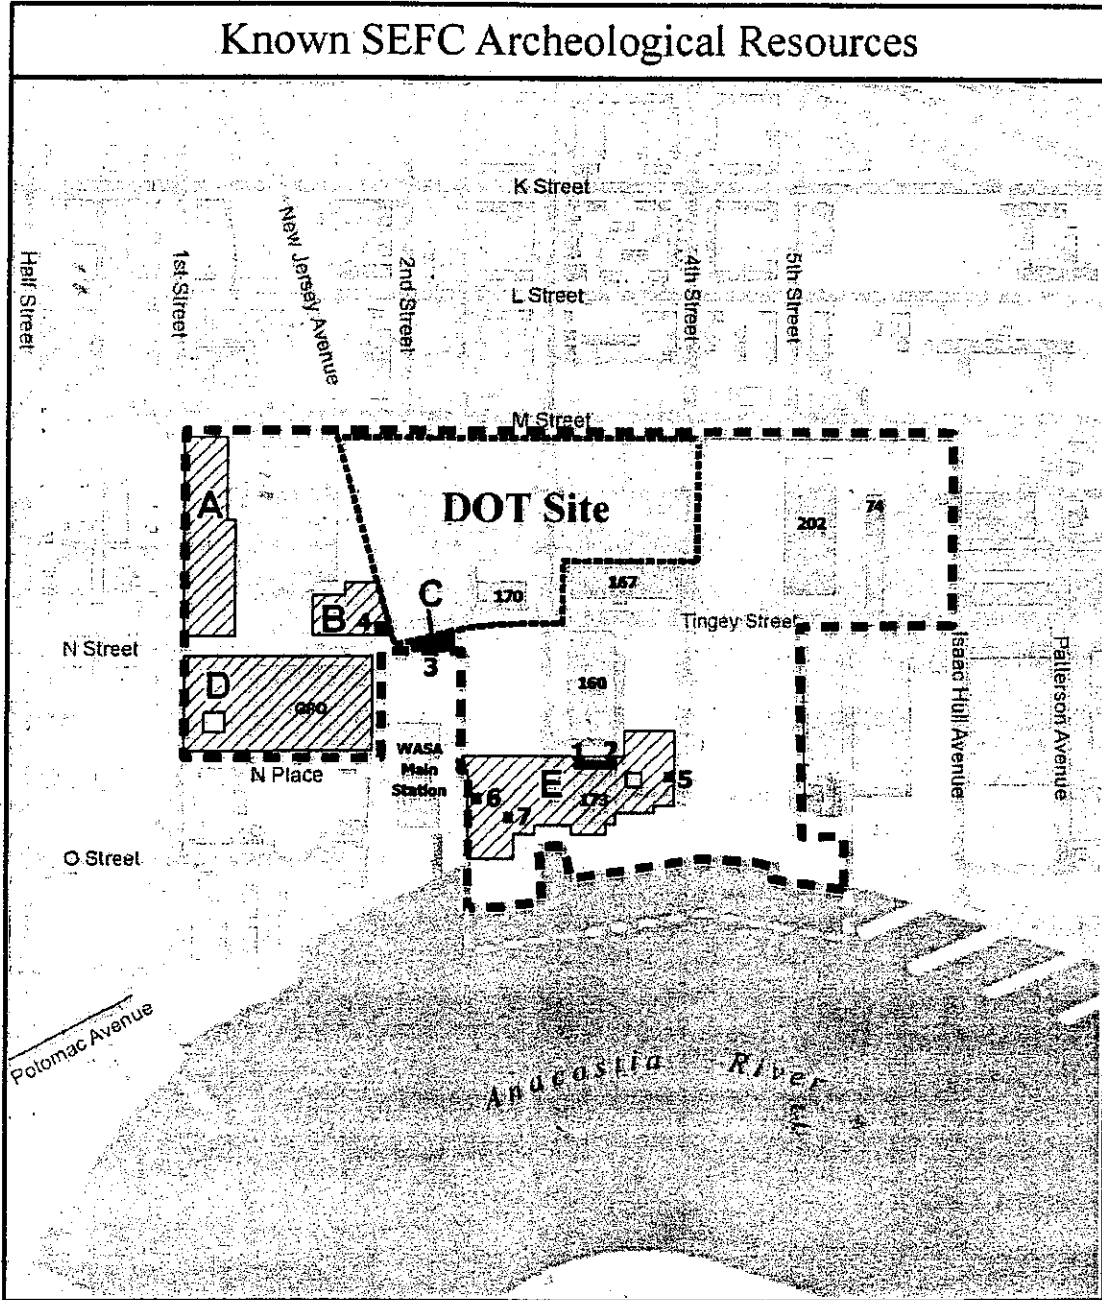 Known SEFC Archeological Resources
K Street
New Jersey Avenue
Half Street
1st Street
2nd Street
L Street
4th Street
5th Street
M Street
A
DOT Site
202
74
C
170
167
B
4
Tingey Street
N Street
3
Isaac Hull Avenue
Patterson Avenue
D
160
GPO
WASA
Main
Station
1
2
N Place
E
5
6
173
7
O Street
Potomac Avenue
Anacastia River